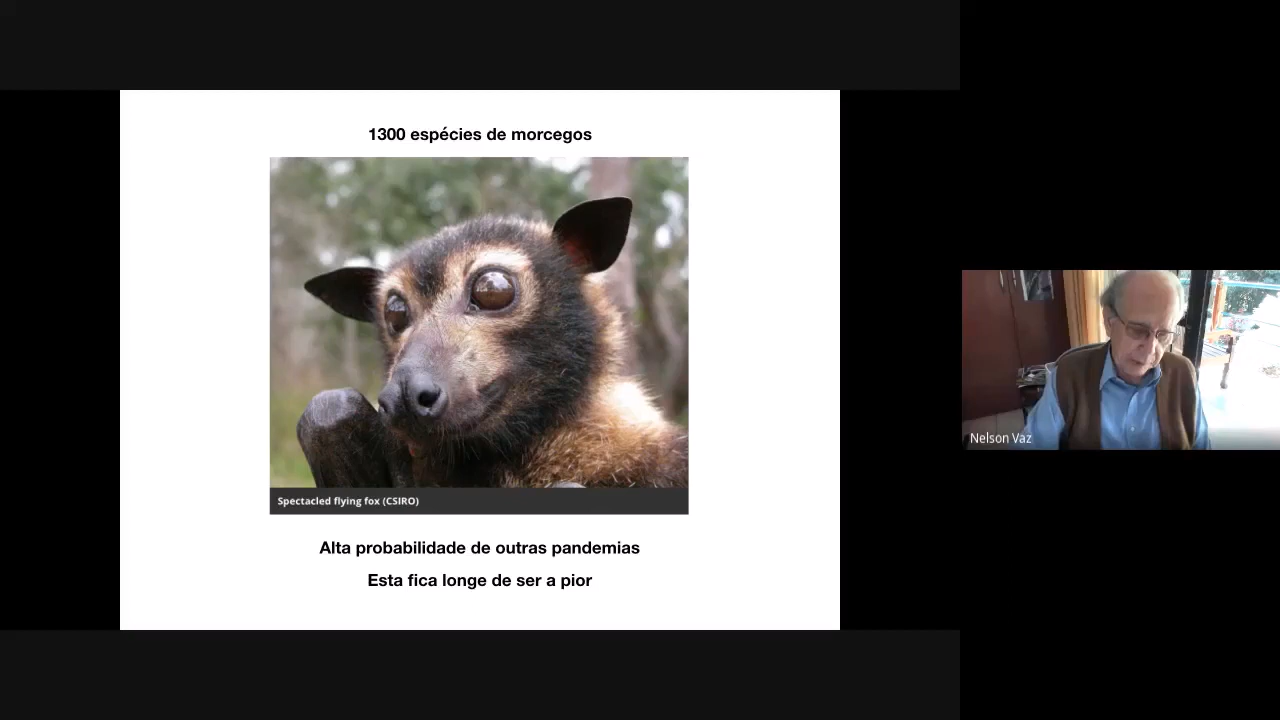 1300 espécies de morcegos
Spectacled flying fox (CSIRO)
Alta probabilidade de outras pandemias
Esta fica longe de ser a pior
Nelson Vaz